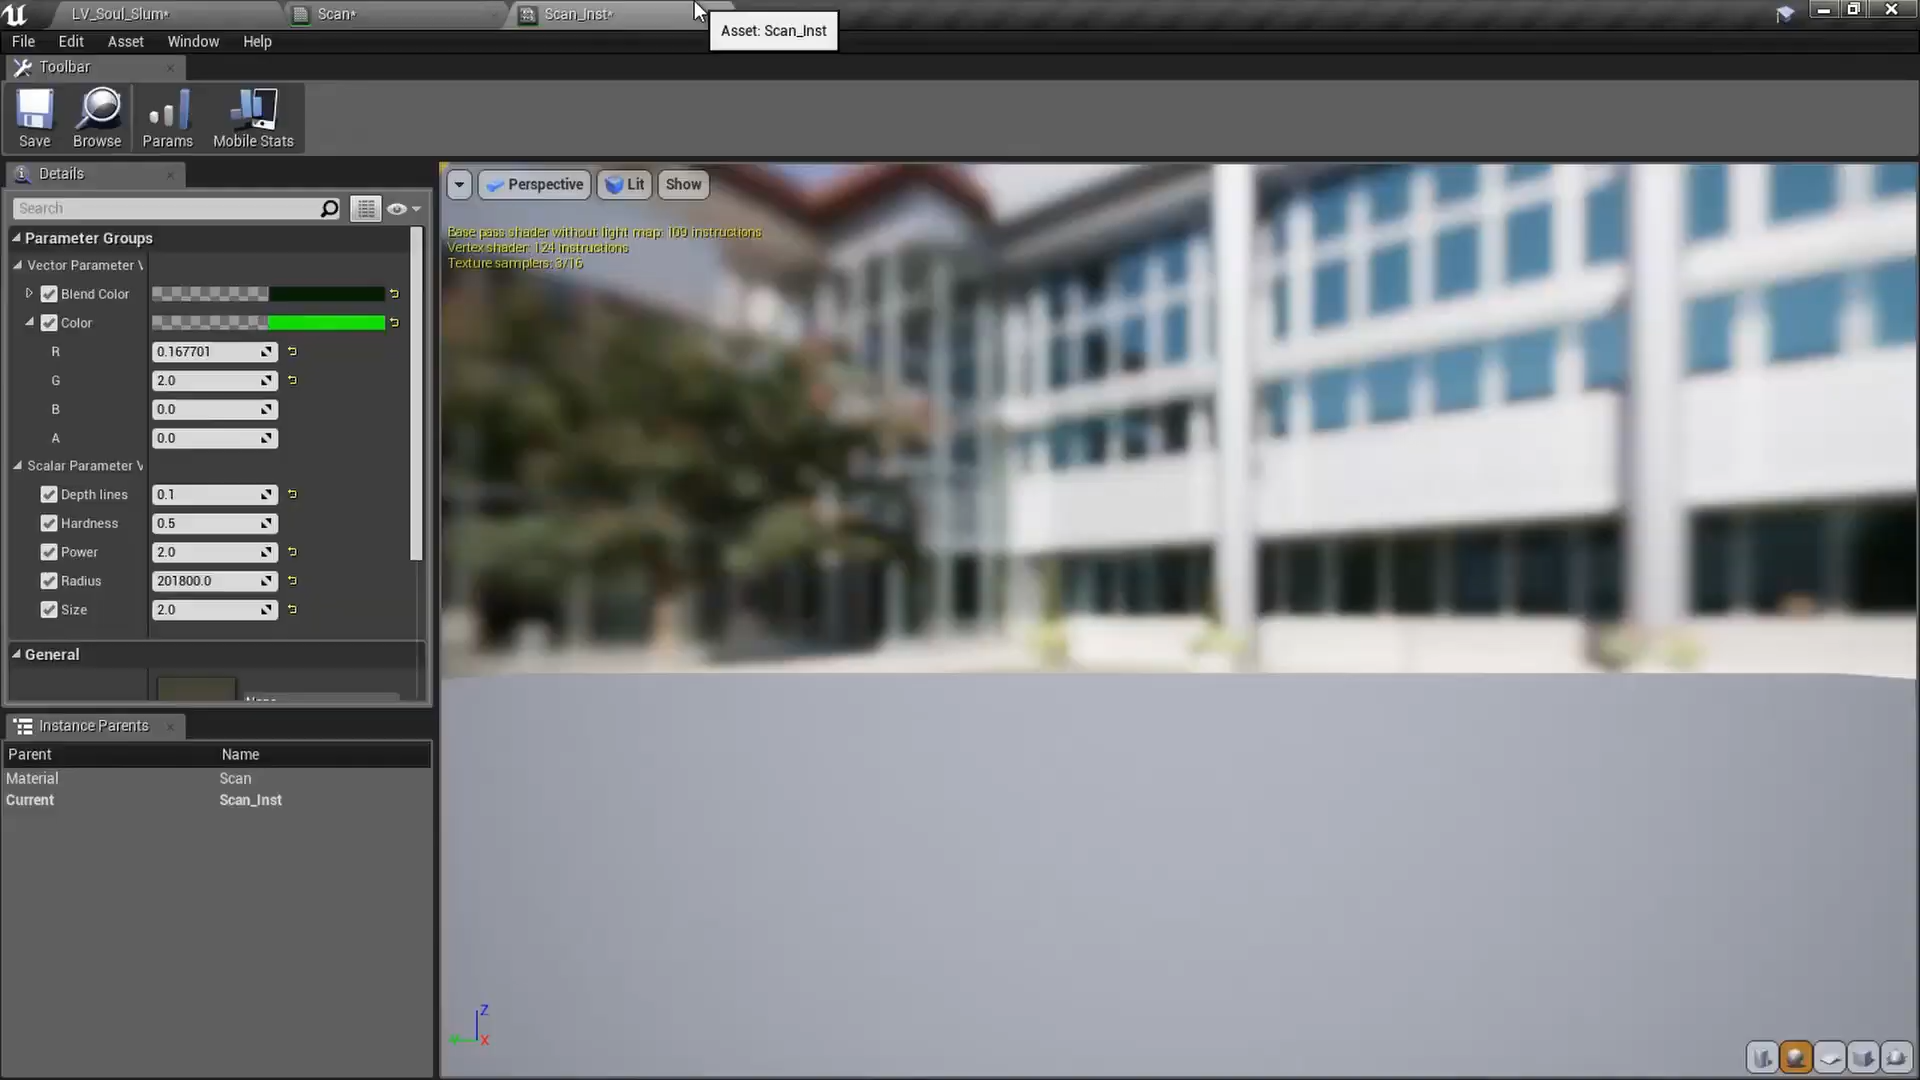 LV_Soul_Slum*
Scan*
Scan_Inst*
Asset: Scan_Inst
File Edit Asset Window Help
Toolbar
Save Browse Params Mobile Stats
Details
Search
Perspective Lit Show
Base pass shader without light map: 109 instructions
Vertex shader: 124 instructions
Texture samplers: 3/16
Parameter Groups
Vector Parameter V
Blend Color
Color
R 0.167701
G 2.0
B 0.0
A 0.0
Scalar Parameter V
Depth lines 0.1
Hardness 0.5
Power 2.0
Radius 201800.0
Size 2.0
General
Instance Parents
Parent Name
Material Scan
Current Scan_Inst
Z
X